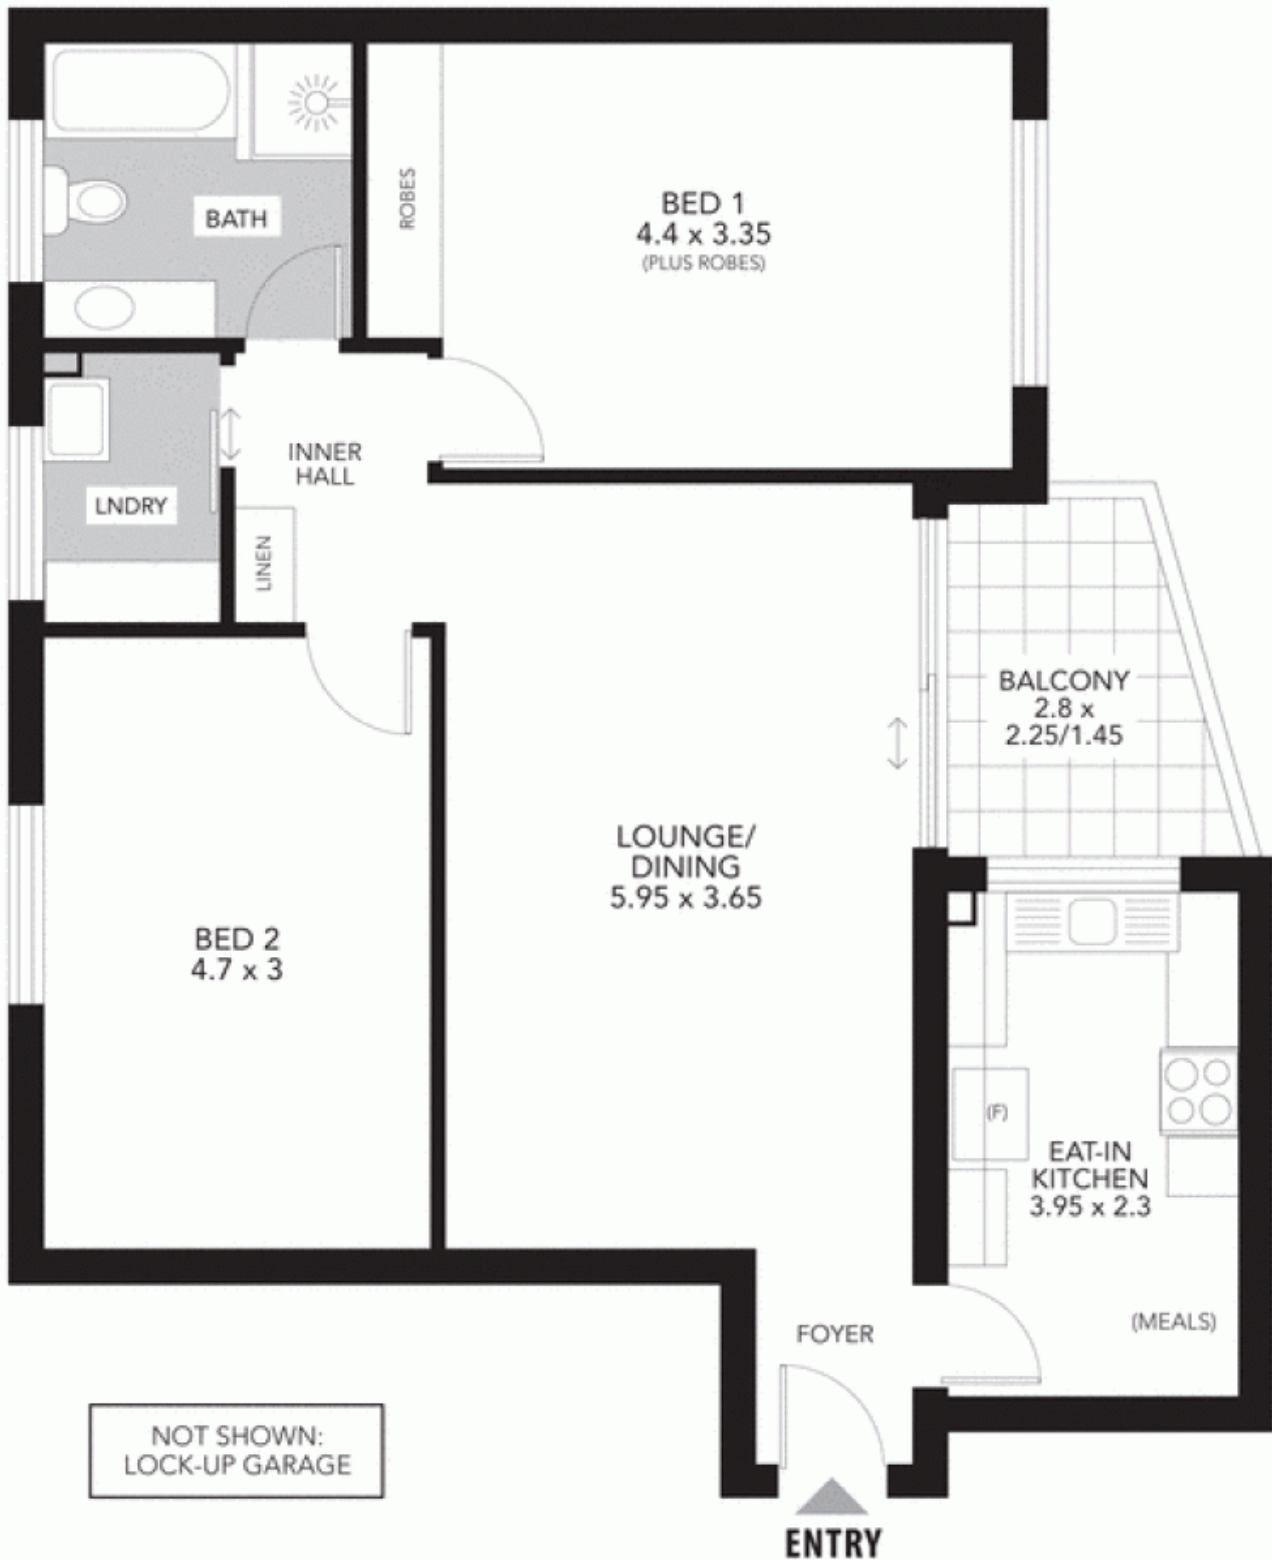 BATH
ROBES
BED 1
4.4 x 3.35
(PLUS ROBES)
INNER
HALL
LNDRY
LINEN
BALCONY
2.8 x
2.25/1.45
LOUNGE/
DINING
5.95 x 3.65
BED 2
4.7 x 3
(F)
EAT-IN
KITCHEN
3.95 x 2.3
(MEALS)
FOYER
NOT SHOWN:
LOCK-UP GARAGE
ENTRY